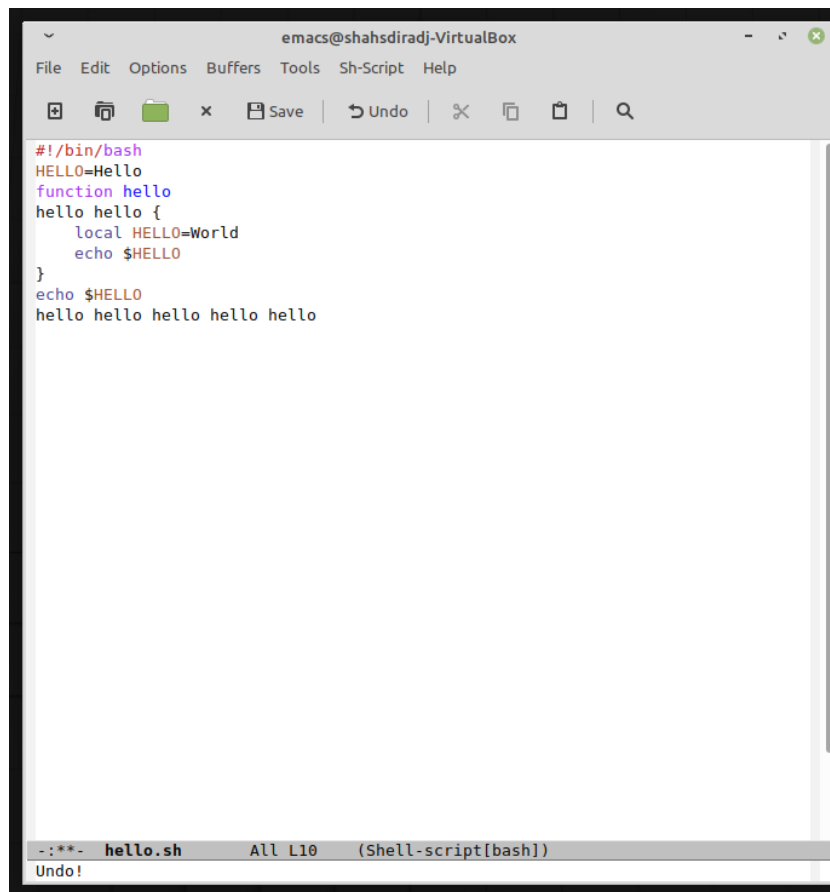 emacs@shahsdiradj-VirtualBox
File Edit Options Buffers Tools Sh-Script Help
Save Undo
#!/bin/bash
HELLO=Hello
function hello
hello hello {
    local HELLO=World
    echo $HELLO
}
echo $HELLO
hello hello hello hello hello
-:**-  hello.sh       All L10    (Shell-script[bash])
Undo!